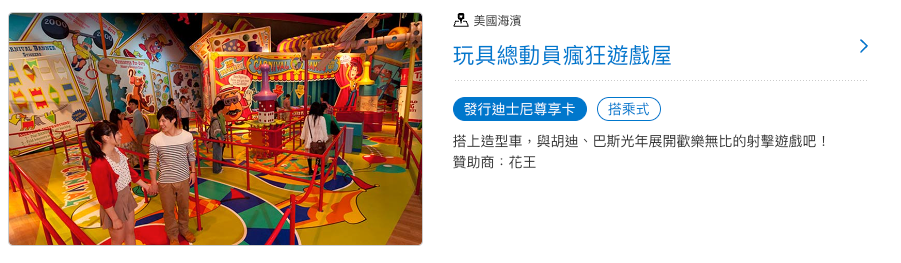 美國海濱
玩具總動員瘋狂遊戲屋
發行迪士尼尊享卡
搭乘式
搭上造型車，與胡迪、巴斯光年展開歡樂無比的射擊遊戲吧！
贊助商：花王
2000